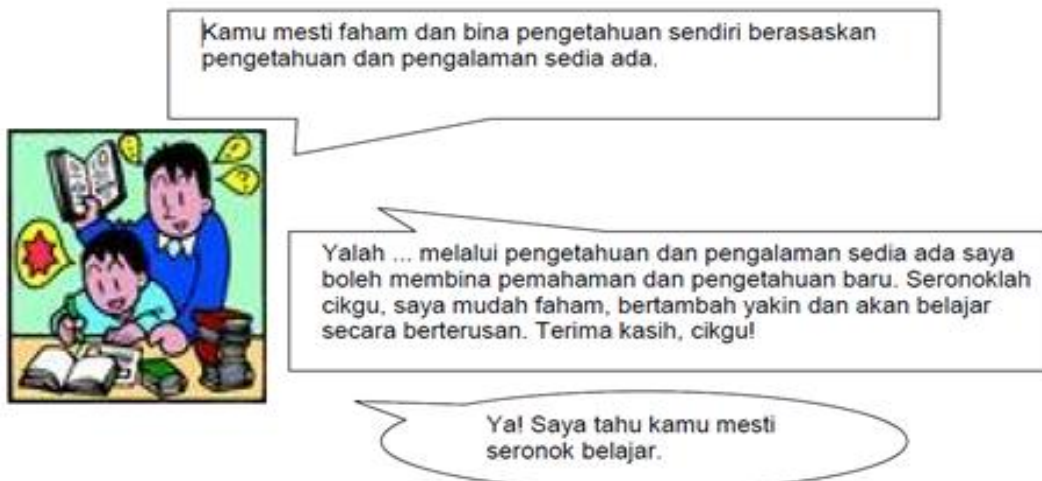 Kamu mesti faham dan bina pengetahuan sendiri berasaskan
pengetahuan dan pengalaman sedia ada.
Yalah ... melalui pengetahuan dan pengalaman sedia ada saya
boleh membina pemahaman dan pengetahuan baru. Seronoklah
cikgu, saya mudah faham, bertambah yakin dan akan belajar
secara berterusan. Terima kasih, cikgu!
Ya! Saya tahu kamu mesti
seronok belajar.